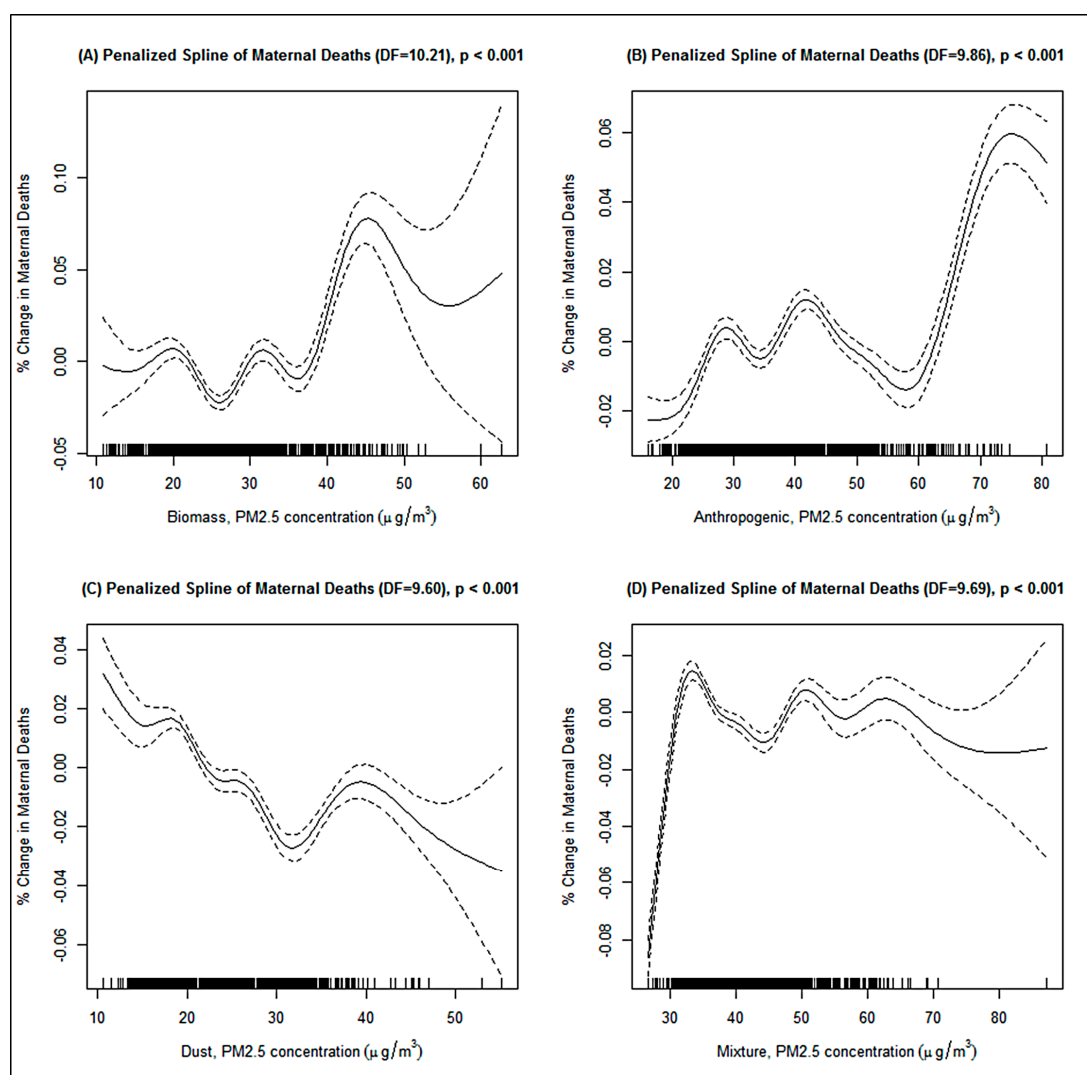 (A) Penalized Spline of Maternal Deaths (DF=10.21), p < 0.001
% Change in Maternal Deaths
0.10
0.05
0.00
-0.05
10 20 30 40 50 60
Biomass, PM2.5 concentration (μ g/m³)
(B) Penalized Spline of Maternal Deaths (DF=9.86), p < 0.001
% Change in Maternal Deaths
0.06
0.04
0.02
0.00
-0.02
20 30 40 50 60 70 80
Anthropogenic, PM2.5 concentration (μ g/m³)
(C) Penalized Spline of Maternal Deaths (DF=9.60), p < 0.001
% Change in Maternal Deaths
0.04
0.02
0.00
-0.02
-0.04
-0.06
10 20 30 40 50
Dust, PM2.5 concentration (μ g/m³)
(D) Penalized Spline of Maternal Deaths (DF=9.69), p < 0.001
% Change in Maternal Deaths
0.02
0.00
-0.02
-0.04
-0.06
-0.08
30 40 50 60 70 80
Mixture, PM2.5 concentration (μ g/m³)